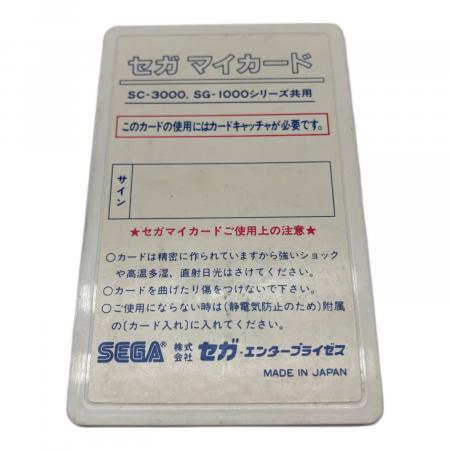 セガ マイカード
SC-3000, SG-1000シリーズ共用
このカードの使用にはカードキャッチャが必要です。
サイン
★セガマイカードご使用上の注意★
○カードは精密に作られていますから強いショック
や高温多湿、直射日光はさけてください。
○カードを曲げたり傷をつけないで下さい。
○ご使用にならない時は(静電気防止のため)附属
の〔カード入れ〕に入れてください。
SEGA® 株式会社 セガ・エンタープライゼス
MADE IN JAPAN